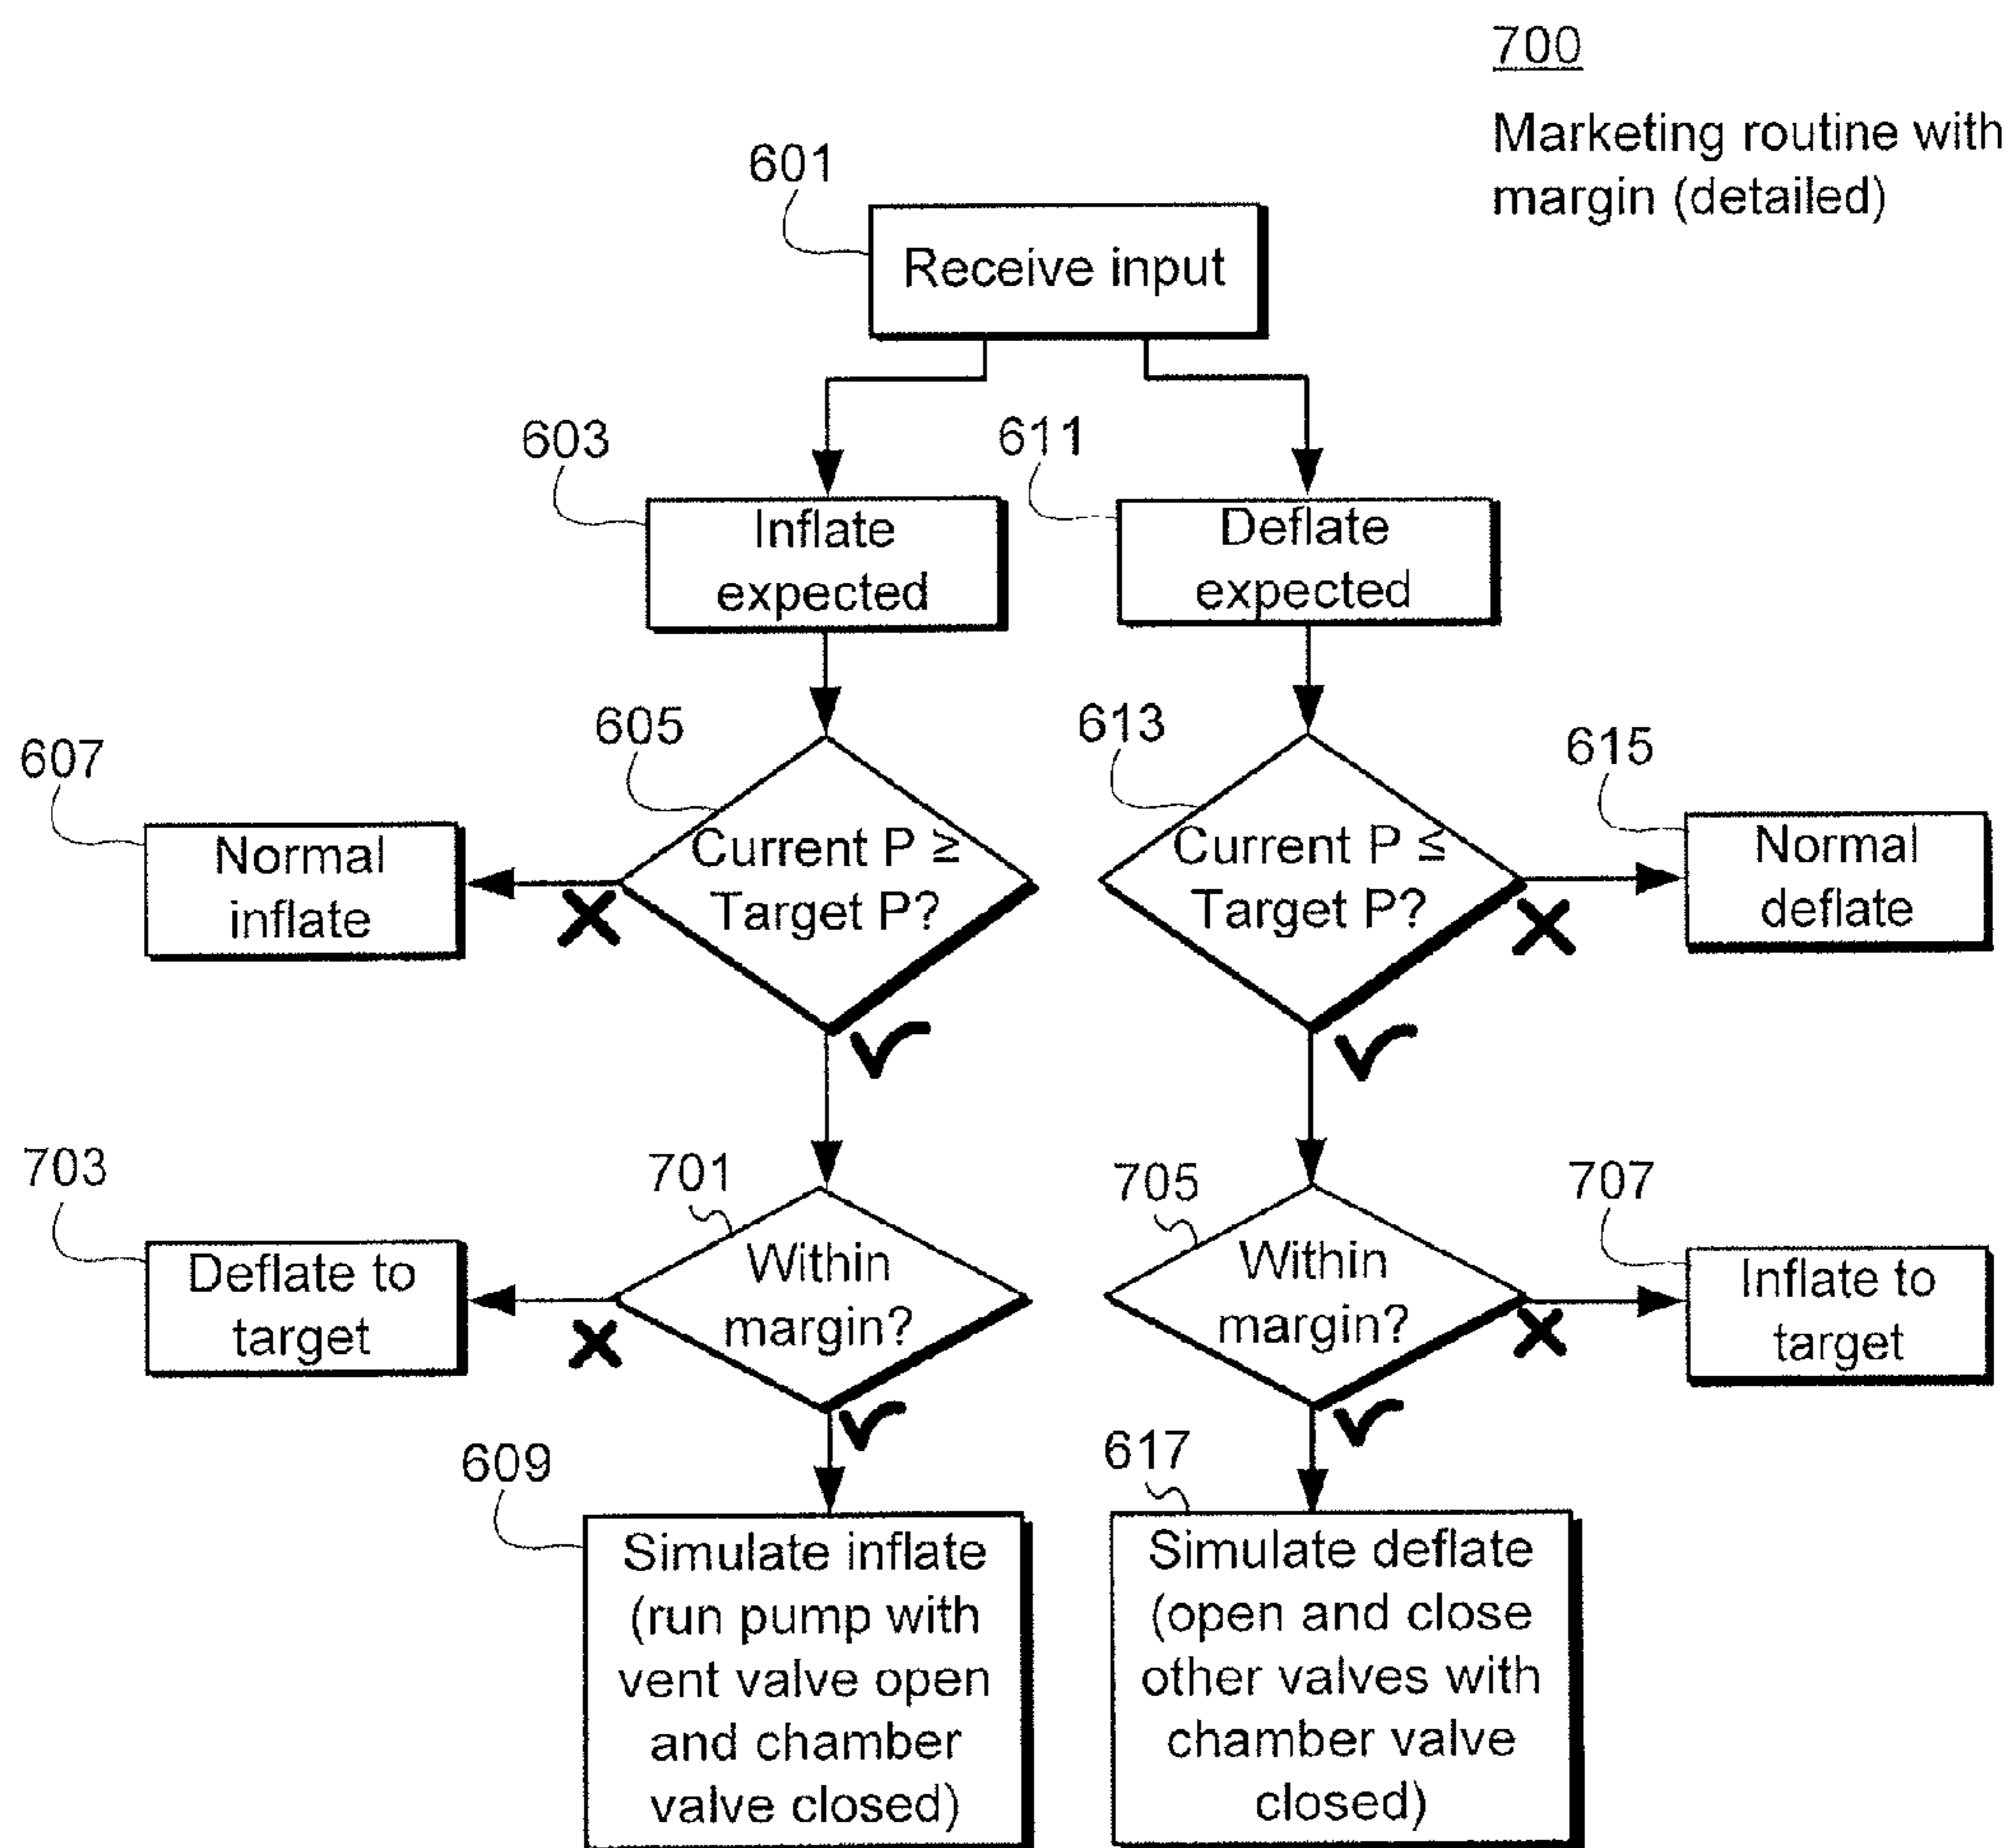 700
Marketing routine with
margin (detailed)
601
Receive input
603
Inflate
expected
611
Deflate
expected
605
Current P ≥
Target P?
613
Current P ≤
Target P?
607
Normal
inflate
615
Normal
deflate
701
Within
margin?
705
Within
margin?
703
Deflate to
target
707
Inflate to
target
609
Simulate inflate
(run pump with
vent valve open
and chamber
valve closed)
617
Simulate deflate
(open and close
other valves with
chamber valve
closed)